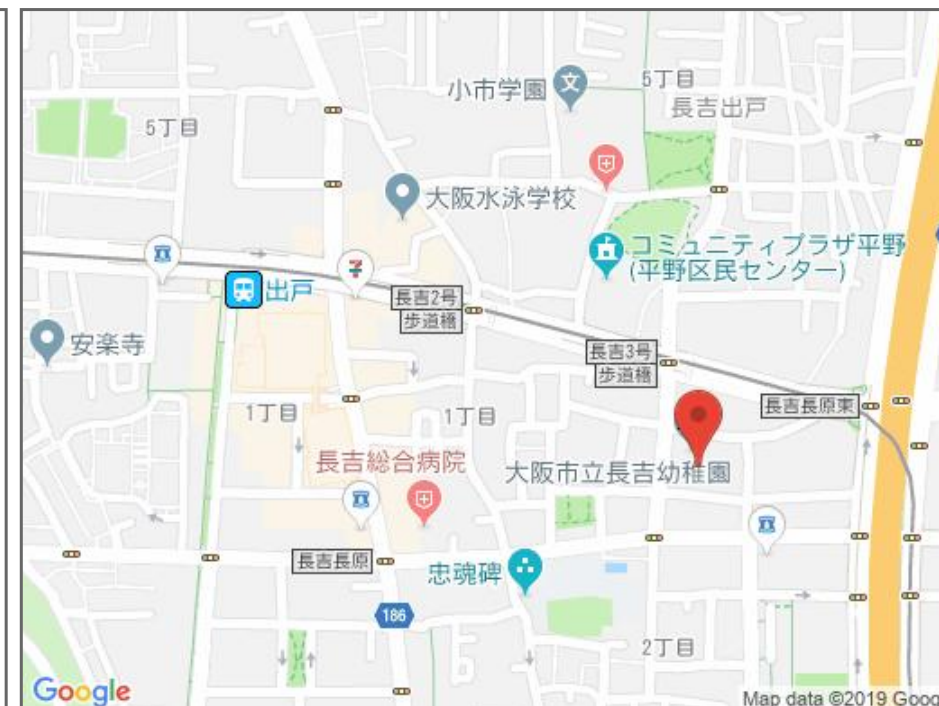 小市学園
5丁目
長吉出戸
5丁目
大阪水泳学校
コミュニティプラザ平野
(平野区民センター)
出戸
長吉2号
歩道橋
安楽寺
長吉3号
歩道橋
長吉長原東
1丁目
1丁目
長吉総合病院
大阪市立長吉幼稚園
長吉長原
忠魂碑
186
2丁目
Google
Map data ©2019 Goog